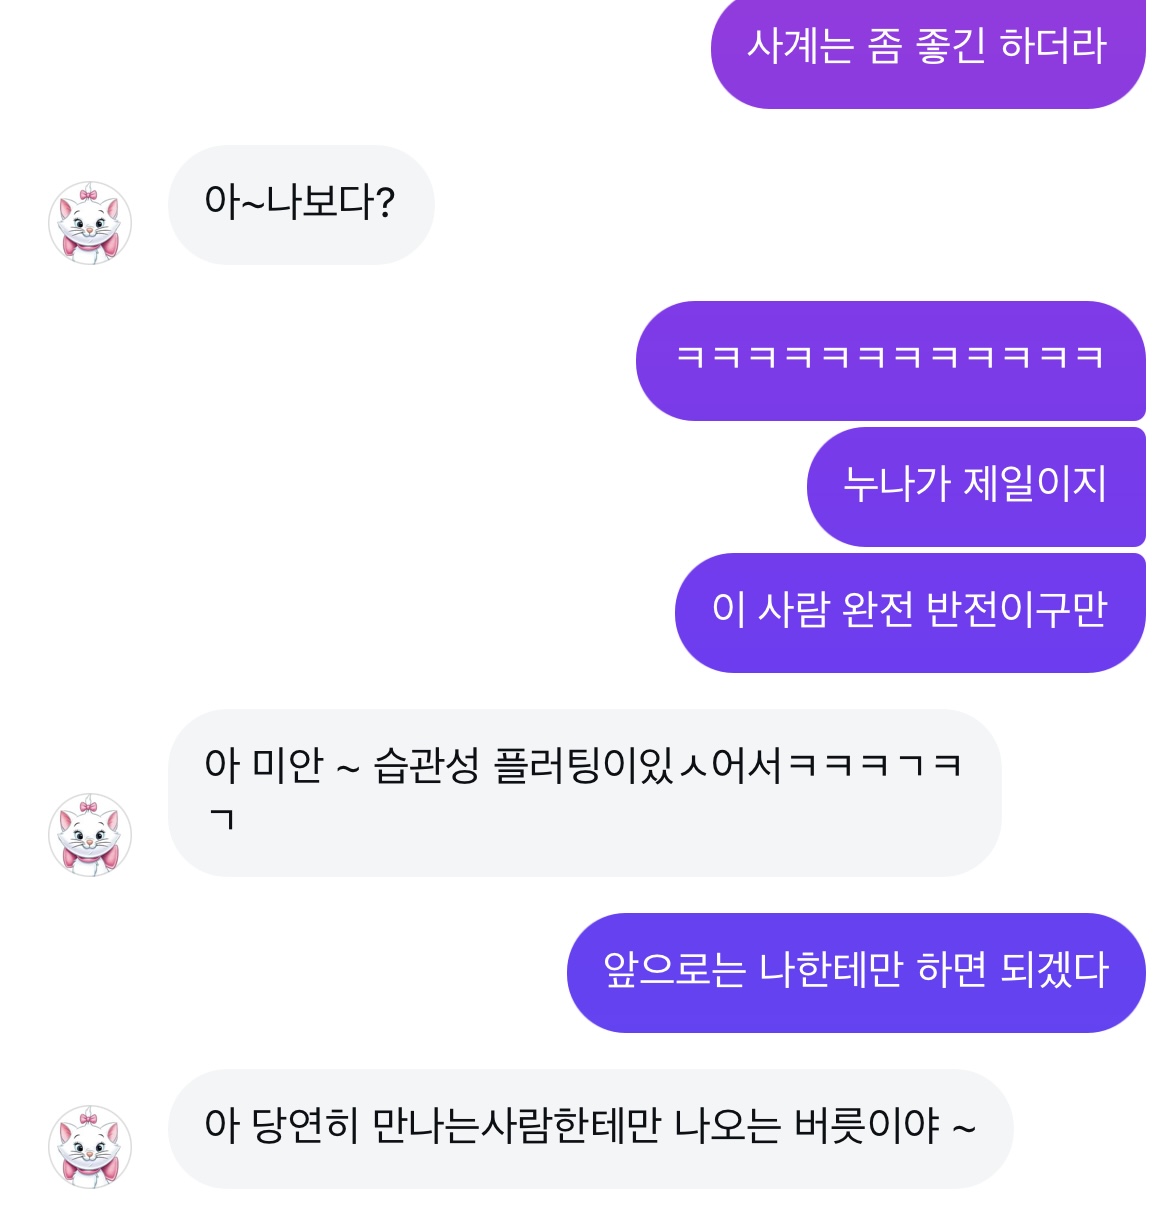 사계는 좀 좋긴 하더라
아~나보다?
ㅋㅋㅋㅋㅋㅋㅋㅋㅋㅋㅋㅋ
누나가 제일이지
이 사람 완전 반전이구만
아 미안 ~ 습관성 플러팅이있ㅅ어서ㅋㅋㅋㄱㅋ
ㄱ
앞으로는 나한테만 하면 되겠다
아 당연히 만나는사람한테만 나오는 버릇이야 ~